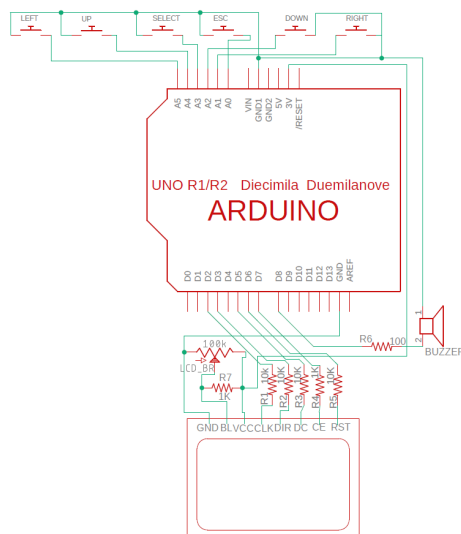 LEFT UP SELECT ESC DOWN RIGHT
A5 A4 A3 A2 A1 A0 VIN GND1 GND2 5V 3V /RESET
UNO R1/R2 Diecimila Duemilanove
ARDUINO
D0 D1 D2 D3 D4 D5 D6 D7 D8 D9 D10 D11 D12 D13 GND AREF
1
2
BUZZER
R6 100
100k
LCD_BR
R7
1K
R1 10k
R2 10K
R3 10K
R4 1K
R5 10K
GND BL VCC CLK DIR DC CE RST